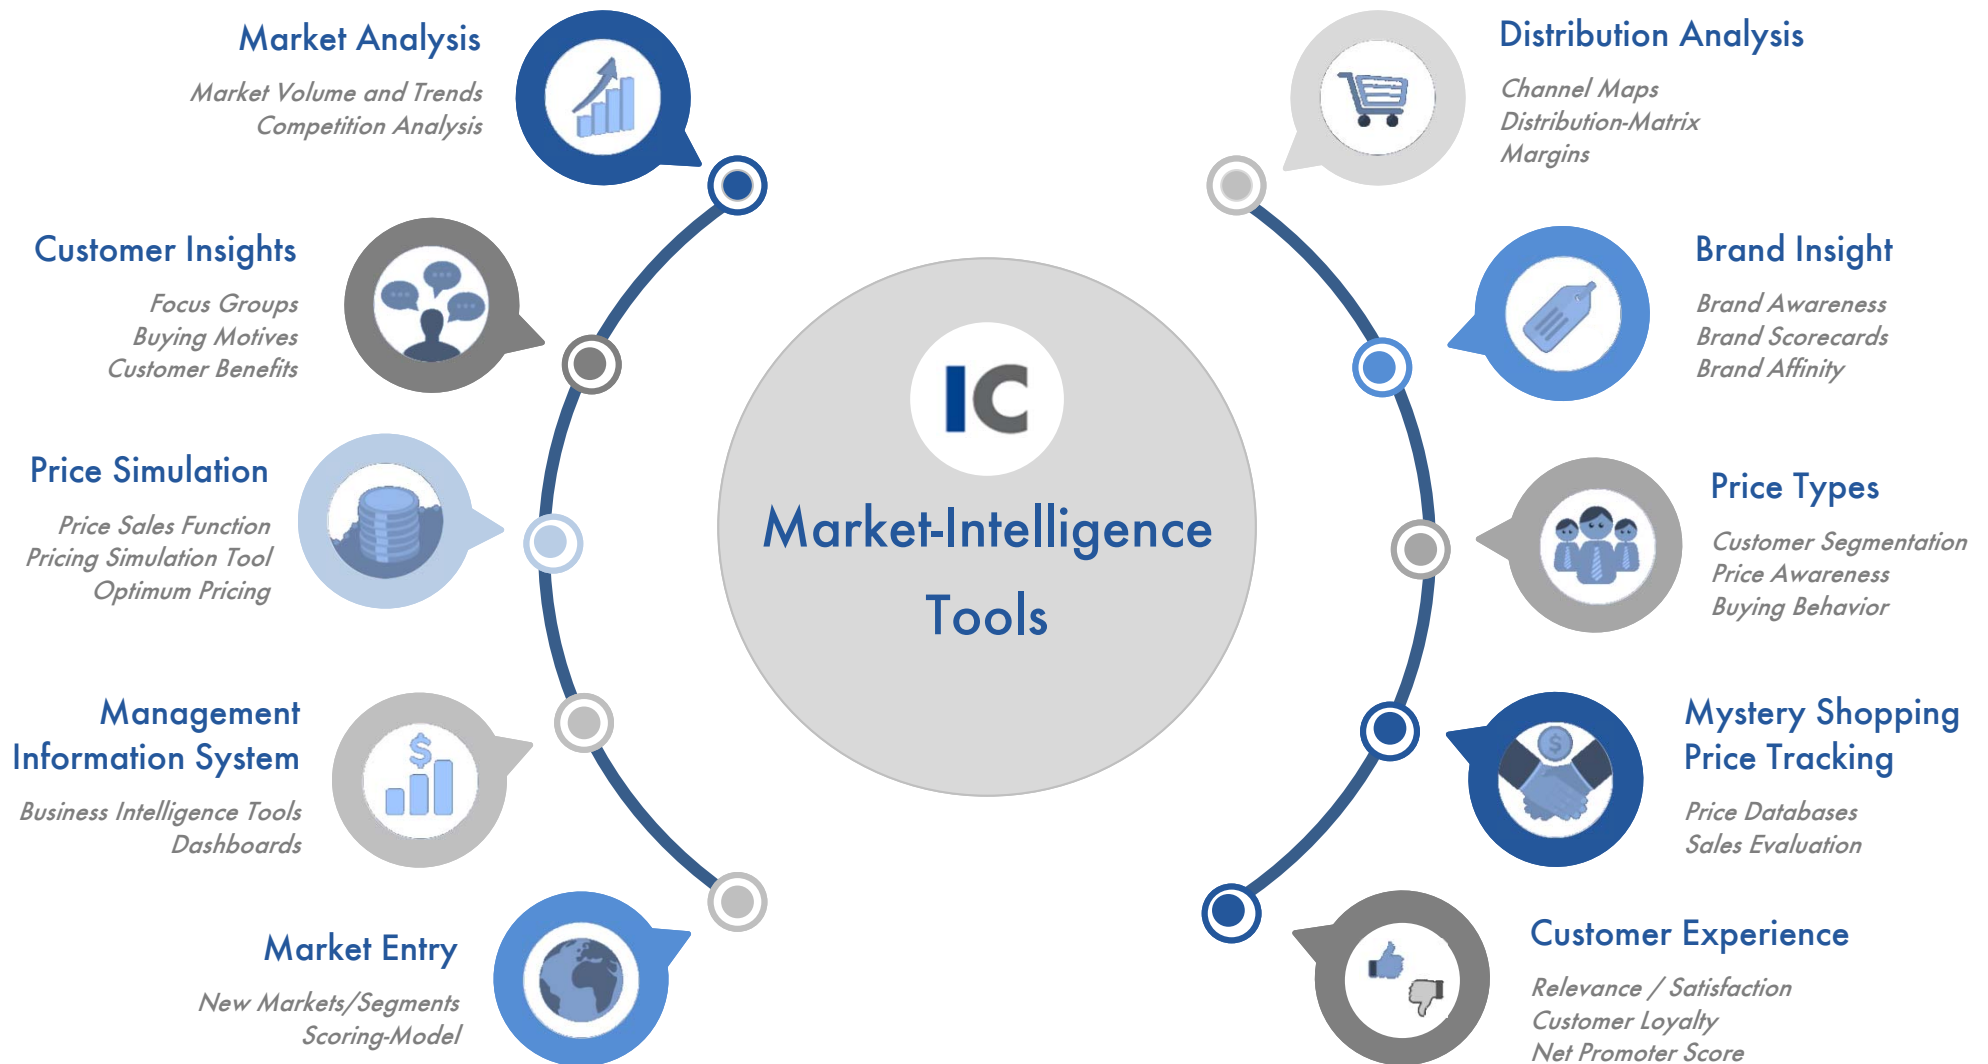 Market Analysis
Market Volume and Trends
Competition Analysis
Customer Insights
Focus Groups
Buying Motives
Customer Benefits
Price Simulation
Price Sales Function
Pricing Simulation Tool
Optimum Pricing
Management
Information System
Business Intelligence Tools
Dashboards
Market Entry
New Markets/Segments
Scoring-Model
IC
Market-Intelligence
Tools
Distribution Analysis
Channel Maps
Distribution-Matrix
Margins
Brand Insight
Brand Awareness
Brand Scorecards
Brand Affinity
Price Types
Customer Segmentation
Price Awareness
Buying Behavior
Mystery Shopping
Price Tracking
Price Databases
Sales Evaluation
Customer Experience
Relevance / Satisfaction
Customer Loyalty
Net Promoter Score
$
$